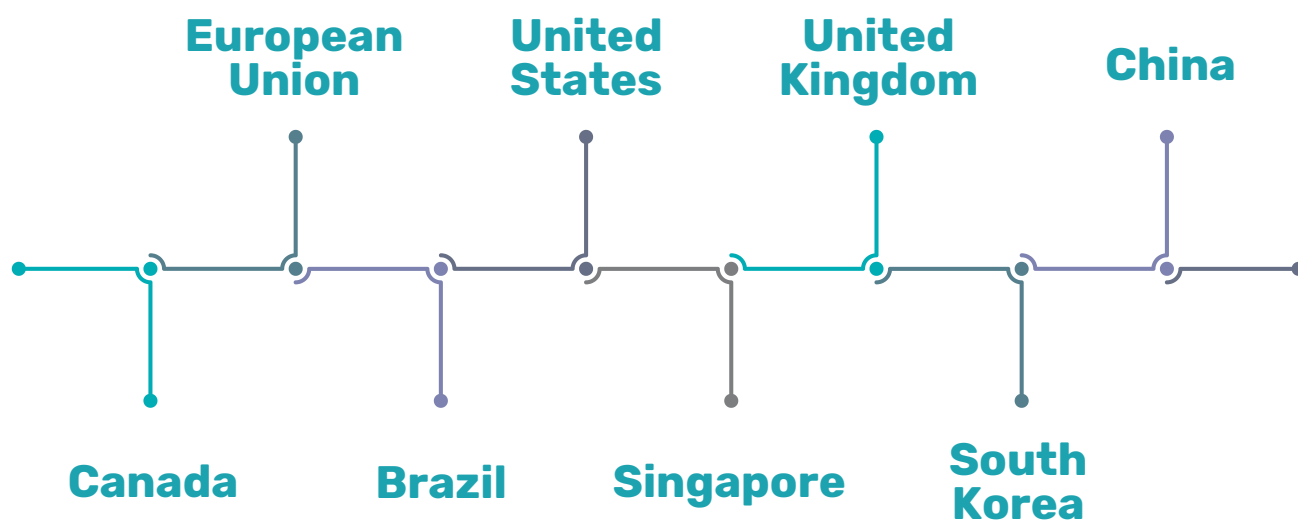 European
Union
United
States
United
Kingdom
China
Canada
Brazil
Singapore
South
Korea